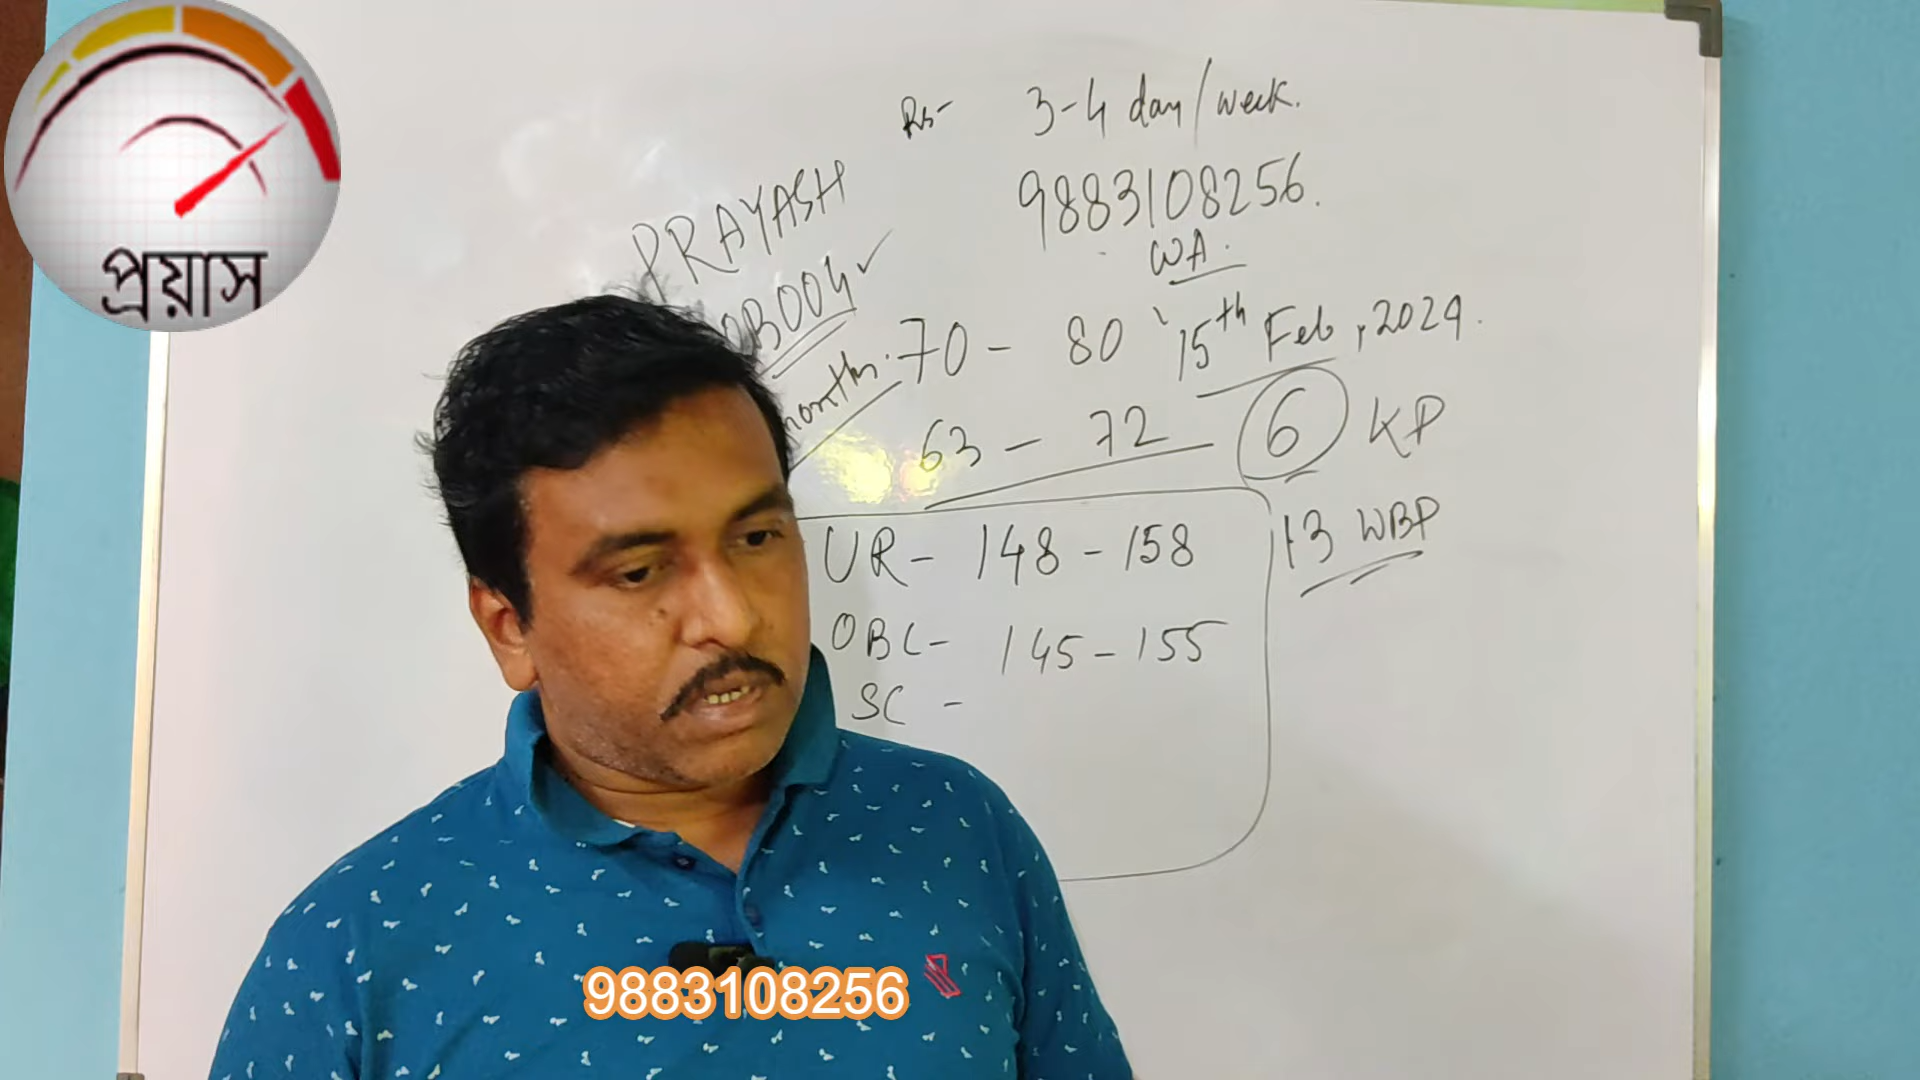 প্রয়াস
Rs- 3-4 day/week.
PRAYASH 9883108256.
WA.
70 - 80 15th Feb, 2024.
63 - 72 6 KP
UR - 148 - 158 13 WBP
OBC - 145 - 155
SC -
9883108256